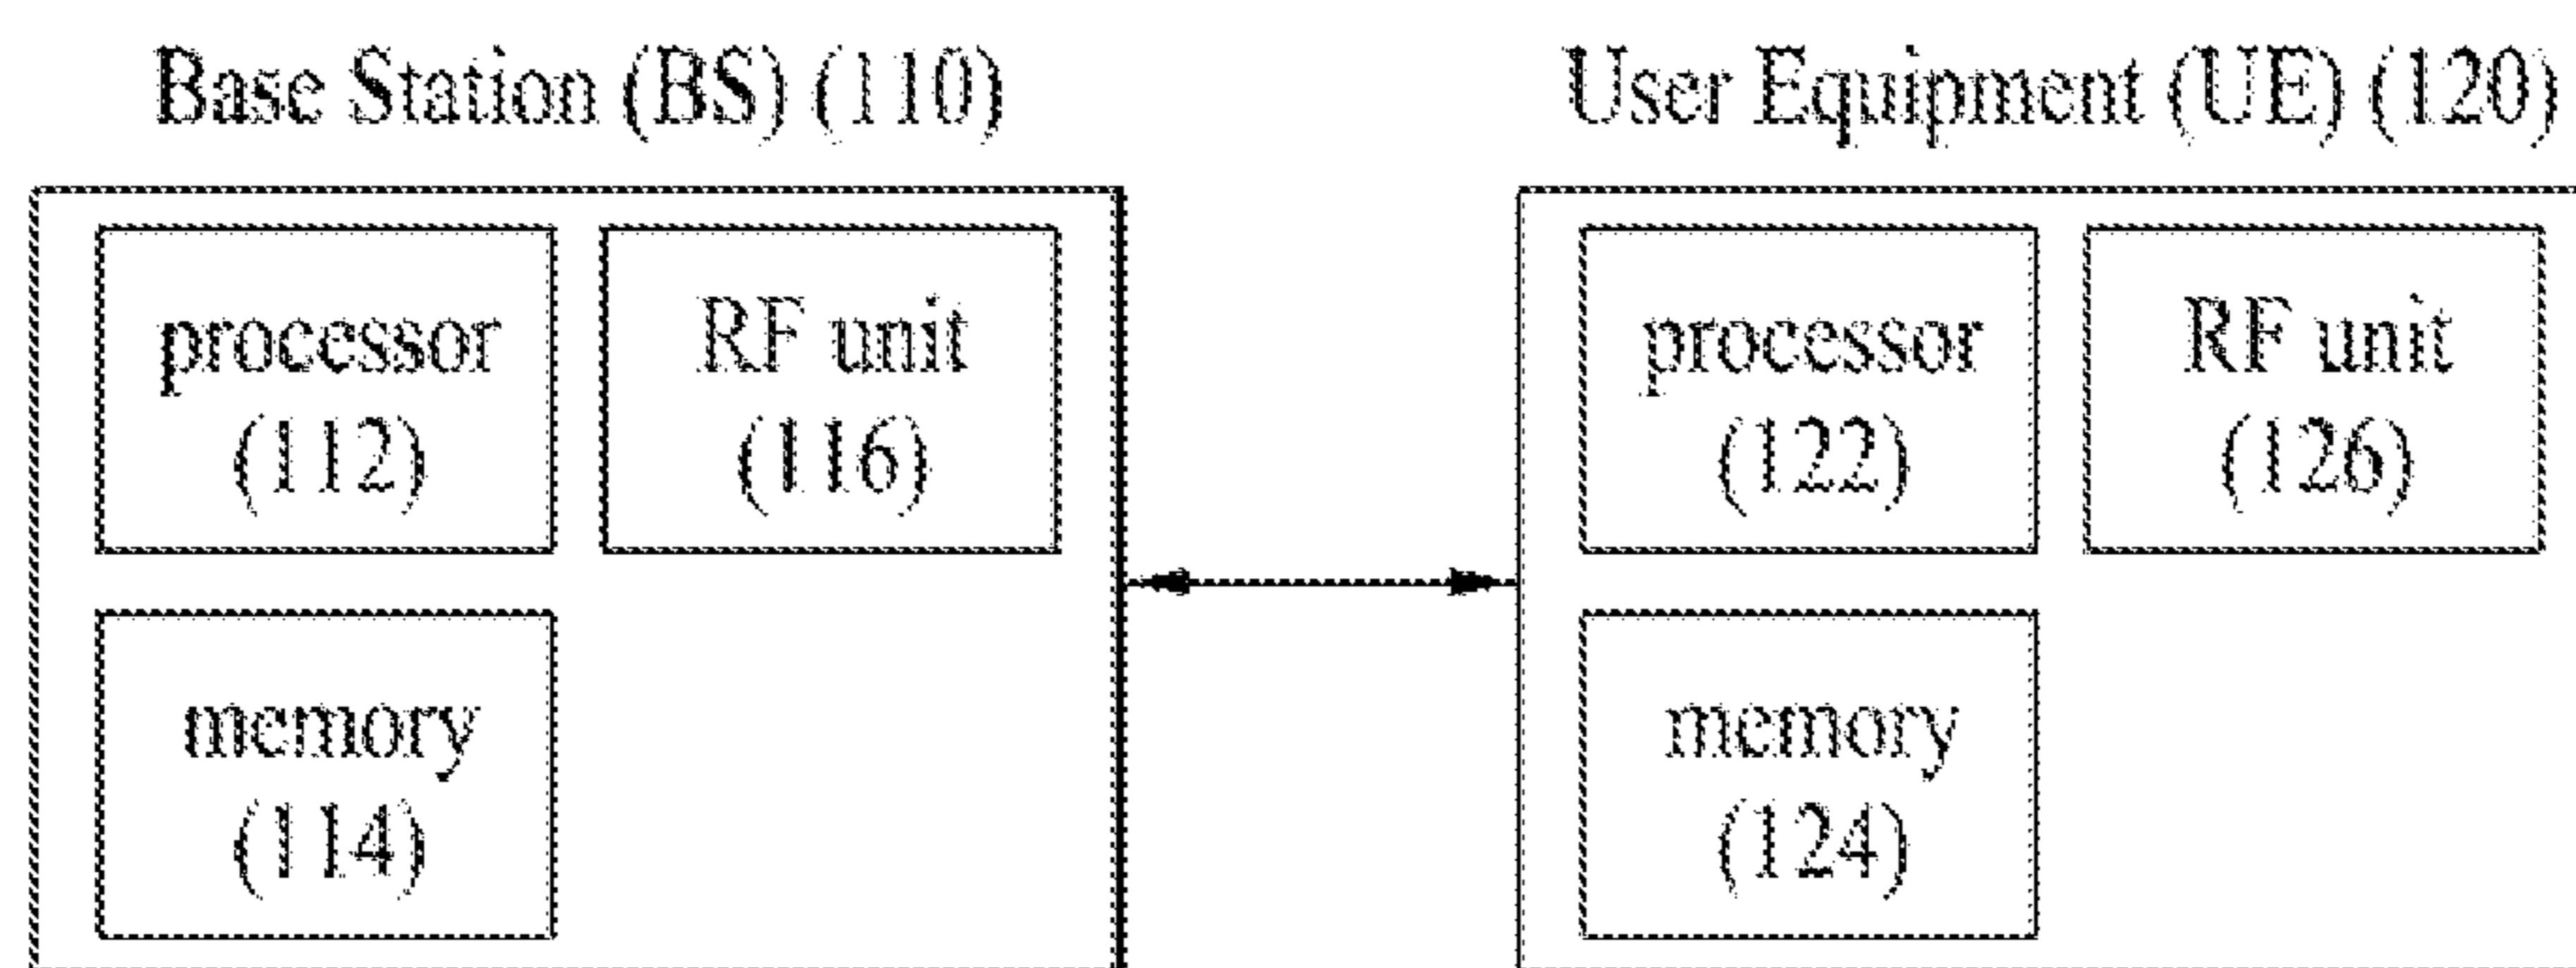 Base Station (BS) (110)
processor
(112)
RF unit
(116)
memory
(114)
User Equipment (UE) (120)
processor
(122)
RF unit
(126)
memory
(124)